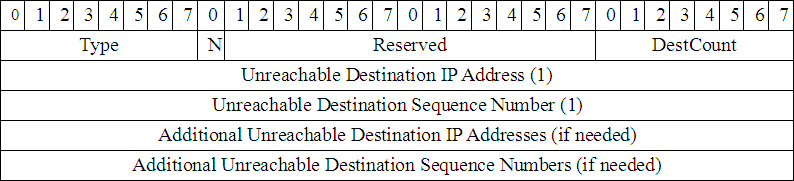 0 1 2 3 4 5 6 7 0 1 2 3 4 5 6 7 0 1 2 3 4 5 6 7 0 1 2 3 4 5 6 7
Type N Reserved DestCount
Unreachable Destination IP Address (1)
Unreachable Destination Sequence Number (1)
Additional Unreachable Destination IP Addresses (if needed)
Additional Unreachable Destination Sequence Numbers (if needed)